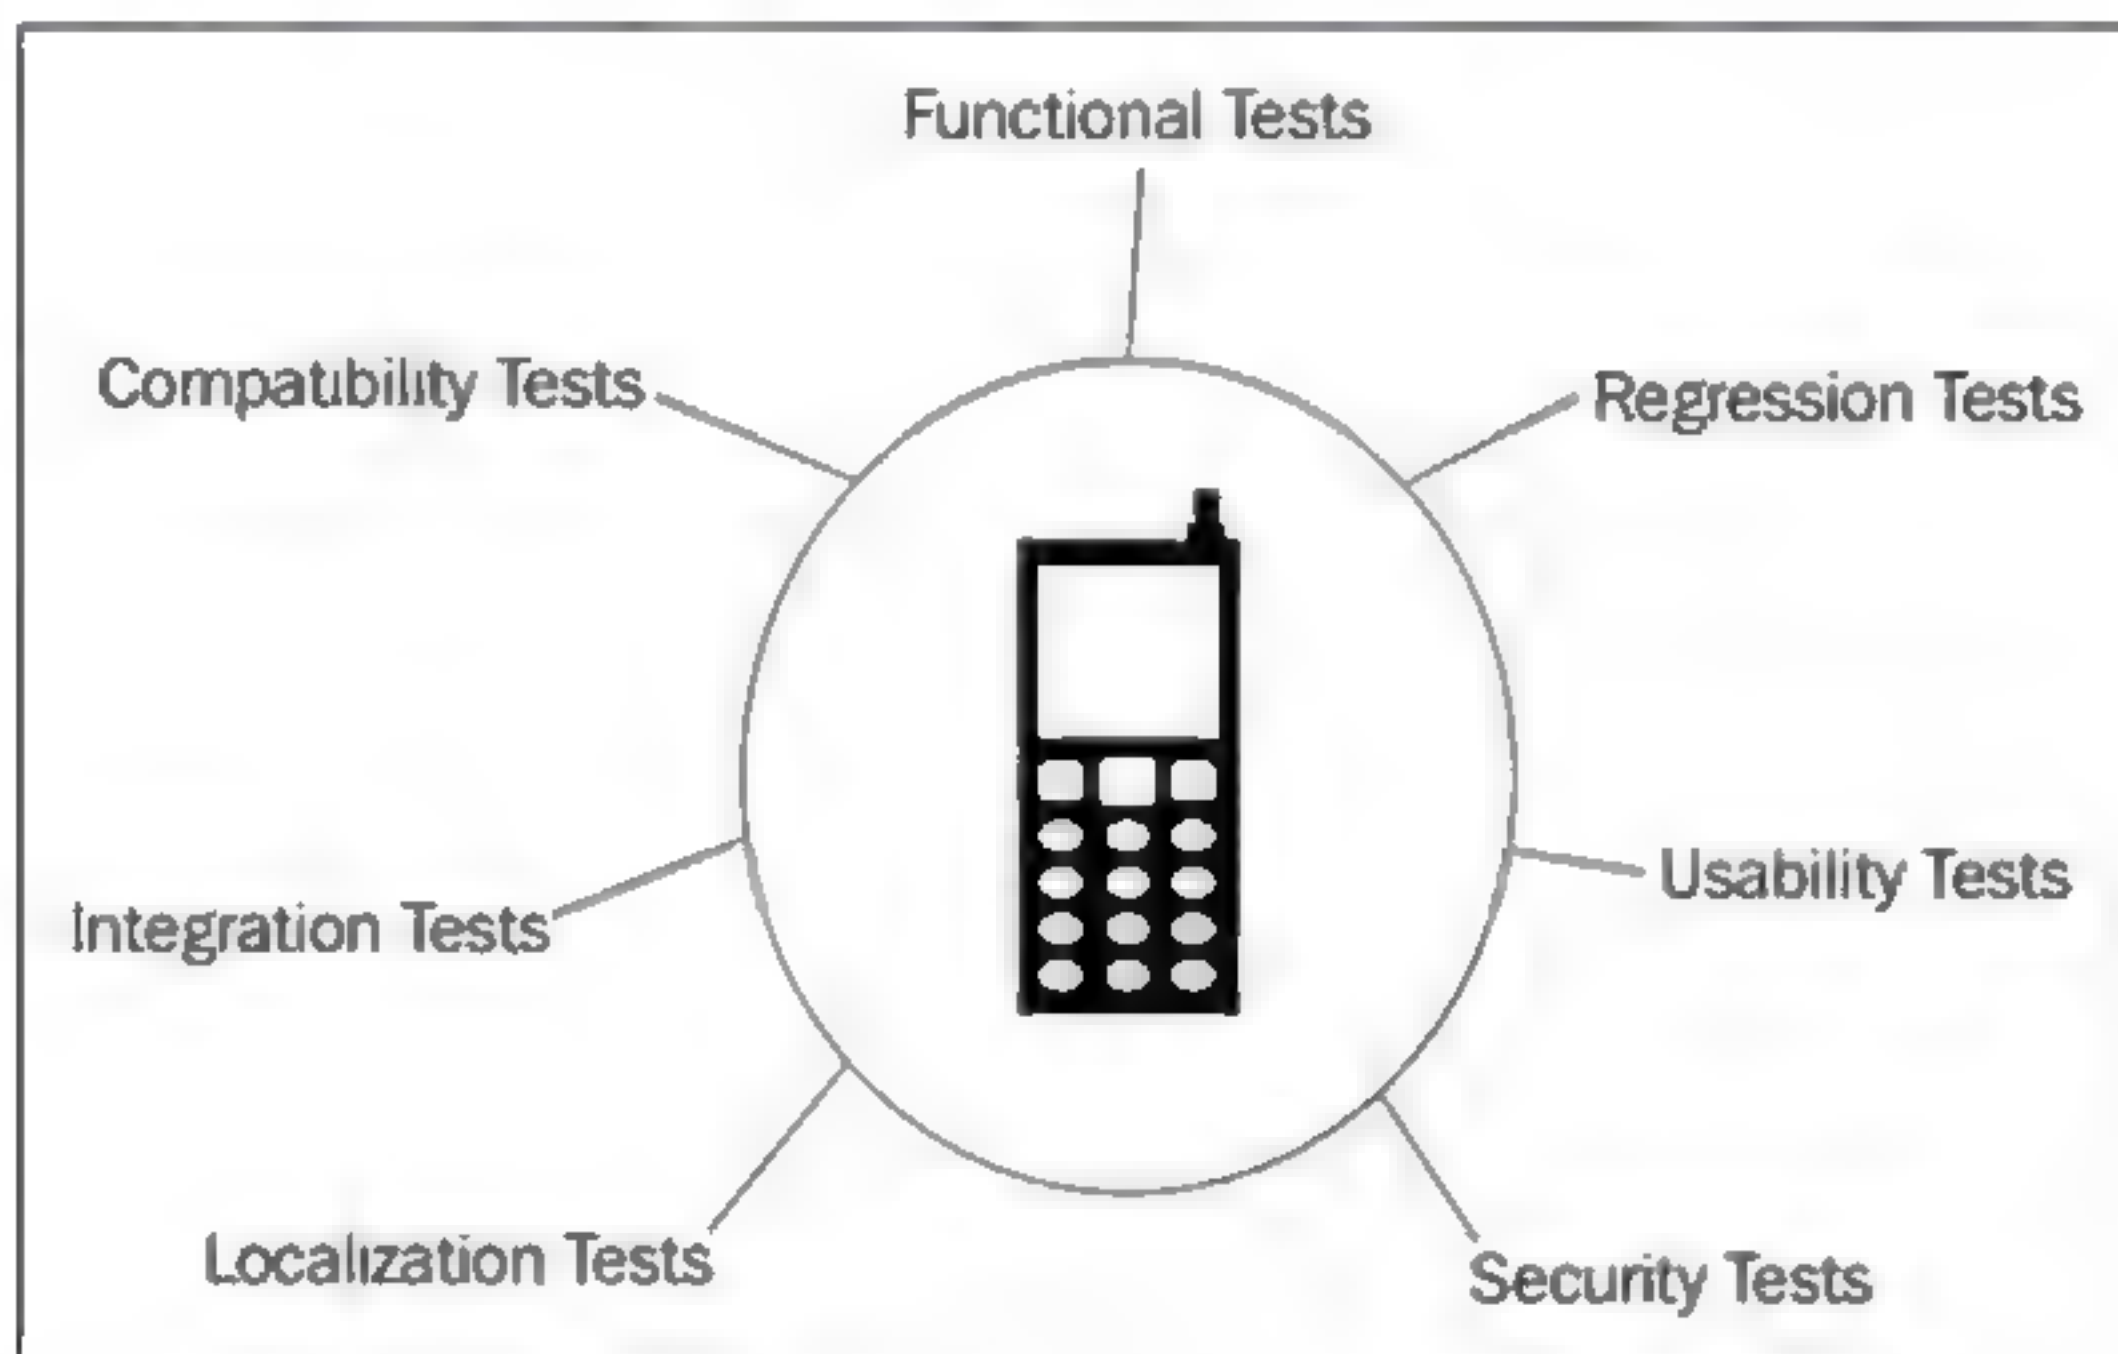 Functional Tests
Compatibility Tests
Regression Tests
Usability Tests
Integration Tests
Localization Tests
Security Tests